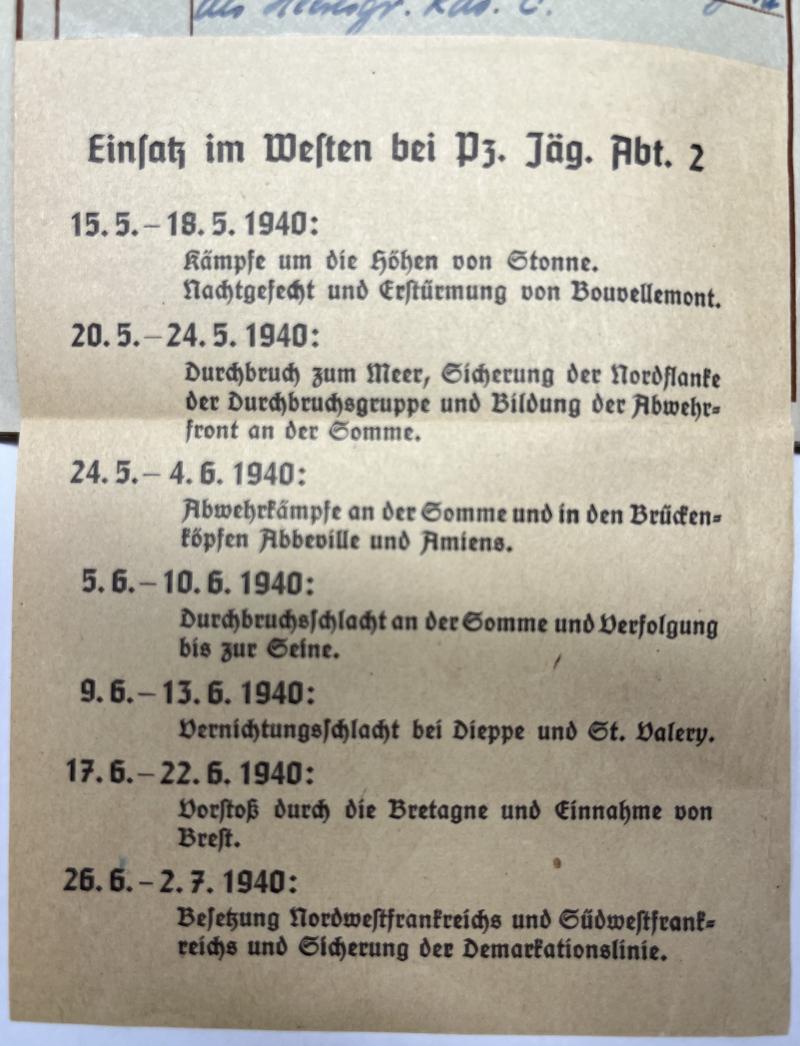 als Heeresgr. Kdo. C.
Einsatz im Westen bei Pz. Jäg. Abt. 2
15. 5. – 18. 5. 1940:
Kämpfe um die Höhen von Stonne.
Nachtgefecht und Erstürmung von Bouvellemont.
20. 5. – 24. 5. 1940:
Durchbruch zum Meer, Sicherung der Nordflanke
der Durchbruchsgruppe und Bildung der Abwehr-
front an der Somme.
24. 5. – 4. 6. 1940:
Abwehrkämpfe an der Somme und in den Brücken-
köpfen Abbeville und Amiens.
5. 6. – 10. 6. 1940:
Durchbruchsschlacht an der Somme und Verfolgung
bis zur Seine.
9. 6. – 13. 6. 1940:
Vernichtungsschlacht bei Dieppe und St. Valery.
17. 6. – 22. 6. 1940:
Vorstoß durch die Bretagne und Einnahme von
Brest.
26. 6. – 2. 7. 1940:
Besetzung Nordwestfrankreichs und Südwestfrank-
reichs und Sicherung der Demarkationslinie.